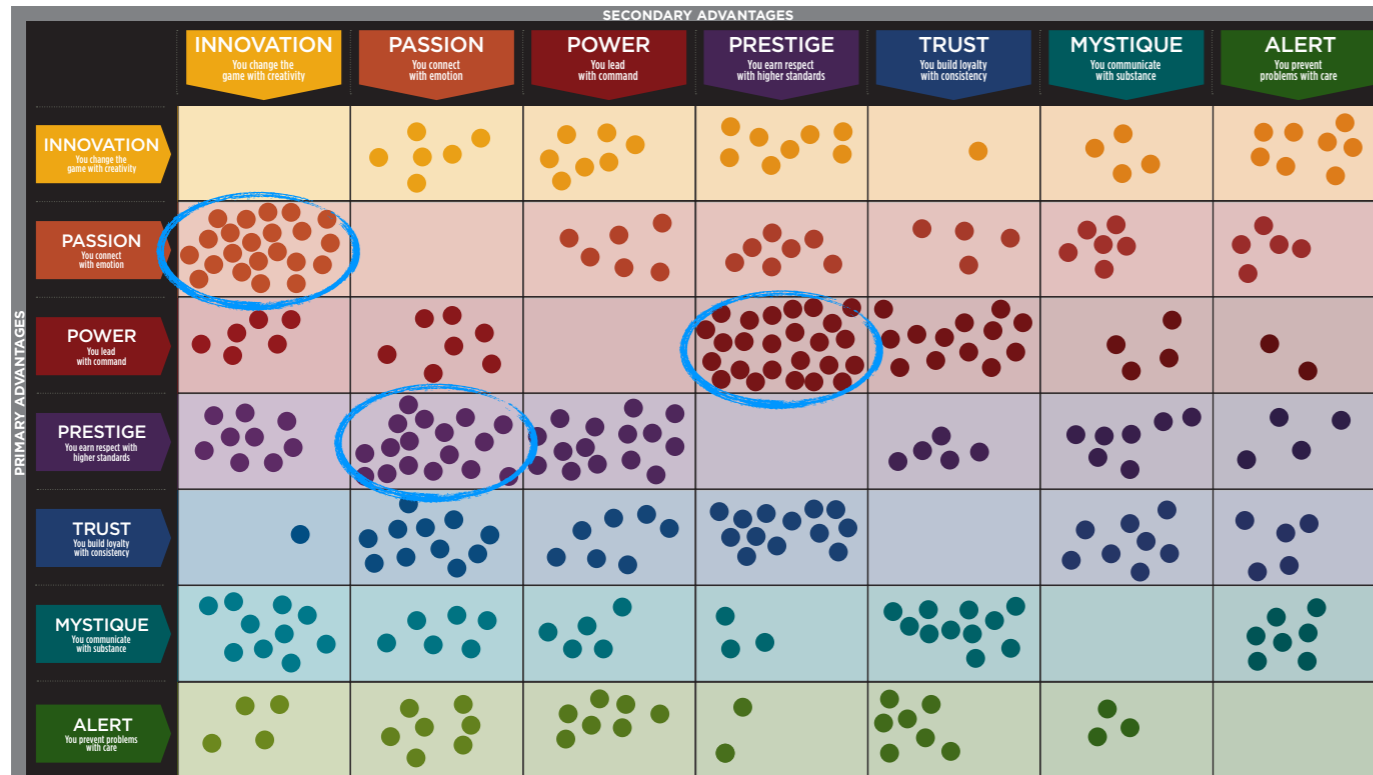 SECONDARY ADVANTAGES
INNOVATION
You change the
game with creativity
PASSION
You connect
with emotion
POWER
You lead
with command
PRESTIGE
You earn respect
with higher standards
TRUST
You build loyalty
with consistency
MYSTIQUE
You communicate
with substance
ALERT
You prevent
problems with care
PRIMARY ADVANTAGES
INNOVATION
You change the
game with creativity
PASSION
You connect
with emotion
POWER
You lead
with command
PRESTIGE
You earn respect with
higher standards
TRUST
You build loyalty
with consistency
MYSTIQUE
You communicate
with substance
ALERT
You prevent problems
with care